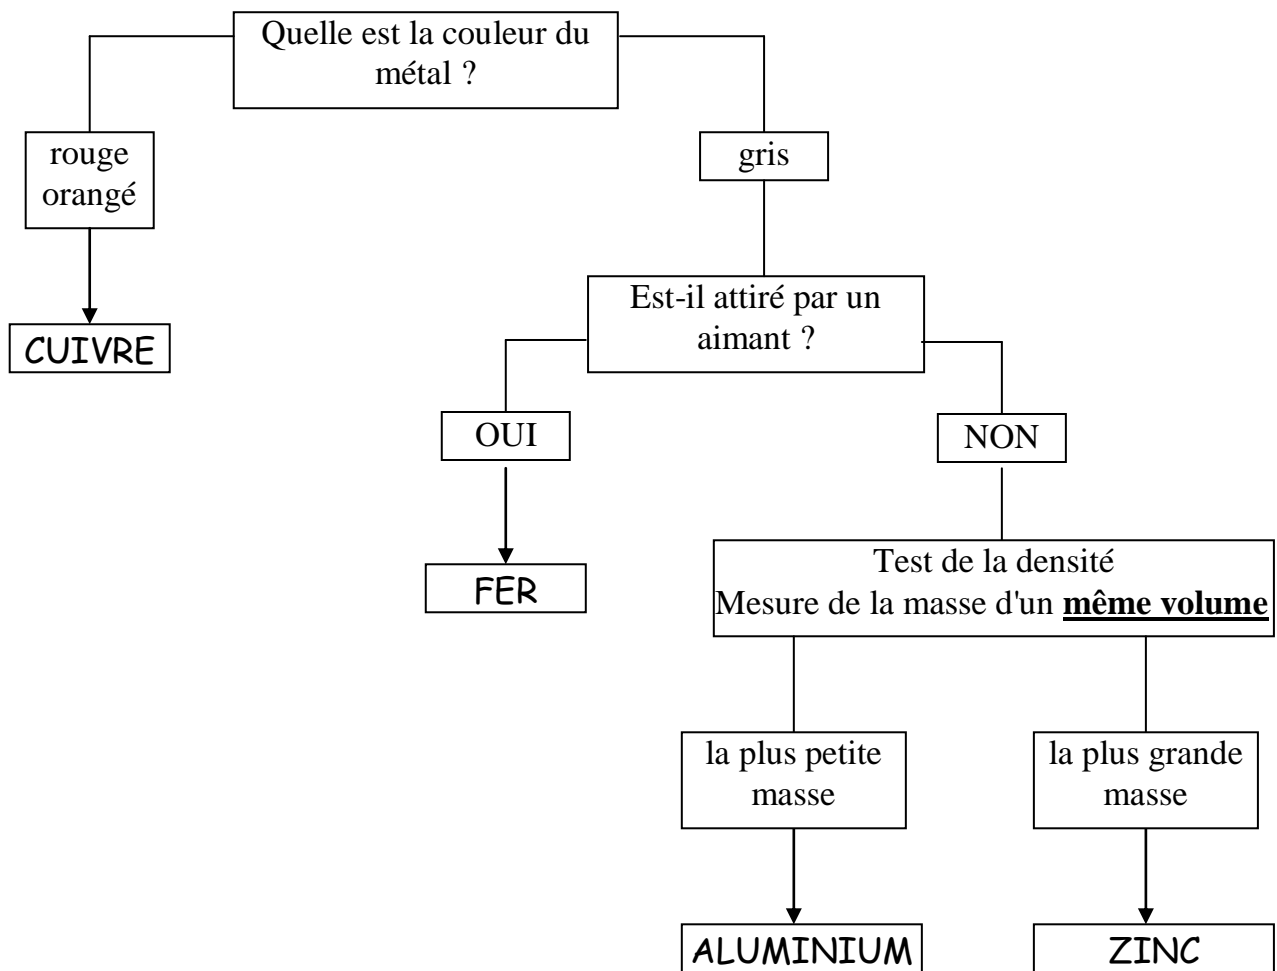 Quelle est la couleur du
métal ?
rouge
orangé
gris
CUIVRE
Est-il attiré par un
aimant ?
OUI
NON
FER
Test de la densité
Mesure de la masse d'un même volume
la plus petite
masse
la plus grande
masse
ALUMINIUM
ZINC